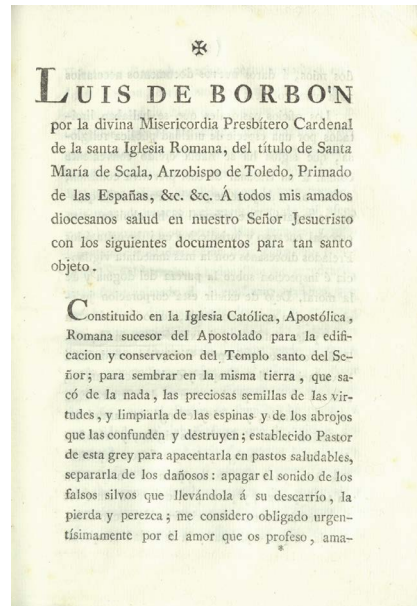 ✠
LUIS DE BORBO'N
por la divina Misericordia Presbítero Cardenal
de la santa Iglesia Romana, del título de Santa
María de Scala, Arzobispo de Toledo, Primado
de las Españas, &c. &c. Á todos mis amados
diocesanos salud en nuestro Señor Jesucristo
con los siguientes documentos para tan santo
objeto.
Constituido en la Iglesia Católica, Apostólica,
Romana sucesor del Apostolado para la edifi-
cacion y conservacion del Templo santo del Se-
ñor; para sembrar en la misma tierra, que sa-
có de la nada, las preciosas semillas de las vir-
tudes, y limpiarla de las espinas y de los abrojos
que las confunden y destruyen; establecido Pastor
de esta grey para apacentarla en pastos saludables,
separarla de los dañosos: apagar el sonido de los
falsos silvos que llevándola á su descarrío, la
pierda y perezca; me considero obligado urgen-
tísimamente por el amor que os profeso, ama-
*